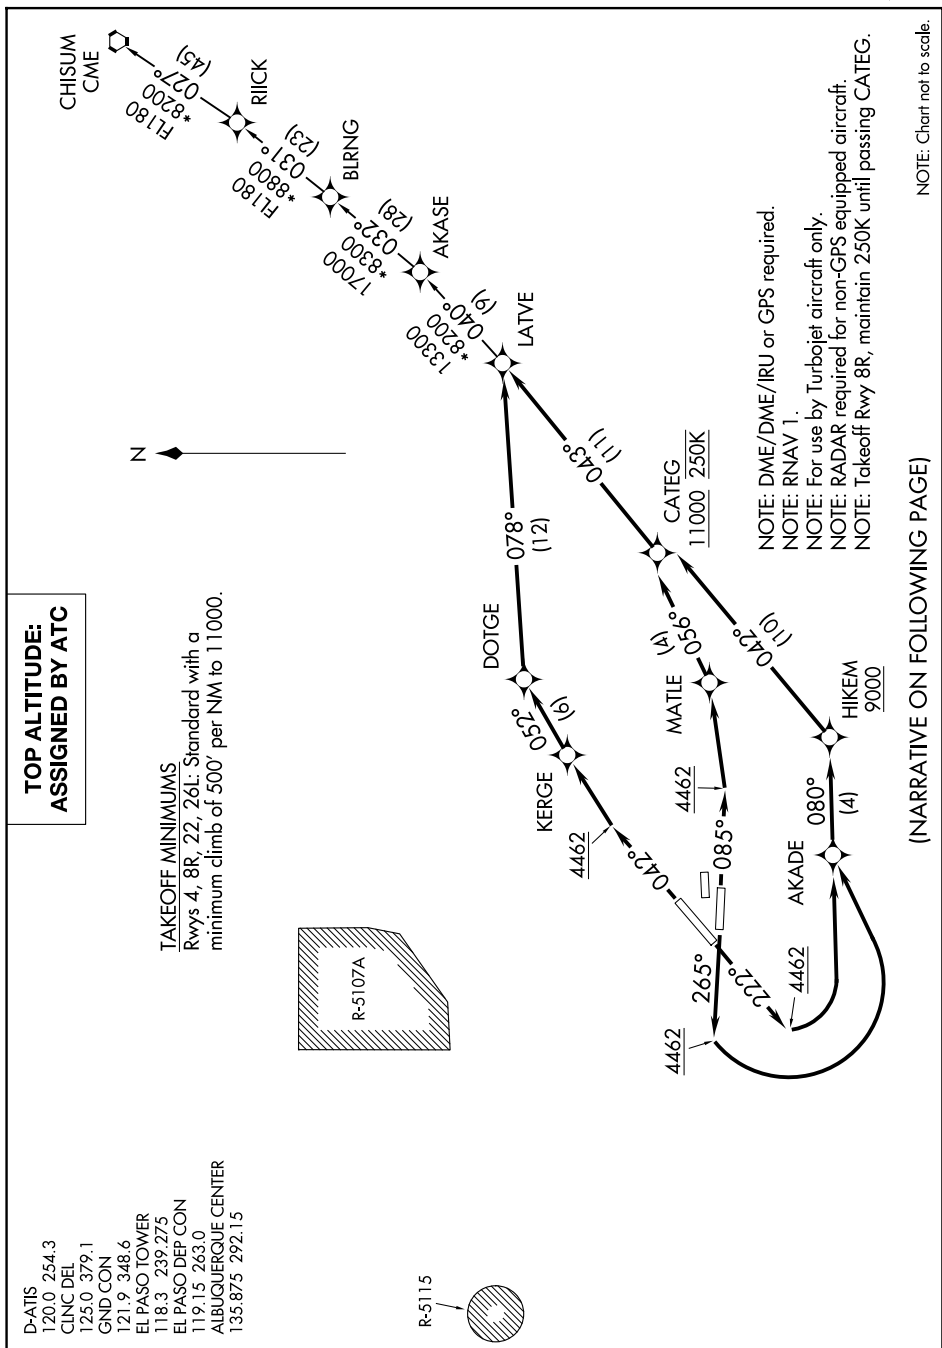 TOP ALTITUDE:
ASSIGNED BY ATC
D-ATIS
120.0 254.3
CLNC DEL
125.0 379.1
GND CON
121.9 348.6
EL PASO TOWER
118.3 239.275
EL PASO DEP CON
119.15 263.0
ALBUQUERQUE CENTER
135.875 292.15
TAKEOFF MINIMUMS
Rwys 4, 8R, 22, 26L: Standard with a
minimum climb of 500' per NM to 11000.
R-5115
R-5107A
N
CHISUM
CME
FL180
*8200
027°
(45)
RIICK
FL180
*8800
031°
(23)
BLRNG
17000
*8300
032°
(28)
AKASE
13300
*8200
040°
(9)
LATVE
078°
(12)
DOTGE
052°
(6)
KERGE
4462
042°
043°
(11)
CATEG
11000 250K
056°
(4)
MATLE
4462
085°
042°
(10)
HIKEM
9000
080°
(4)
AKADE
4462
222°
265°
4462
NOTE: DME/DME/IRU or GPS required.
NOTE: RNAV 1.
NOTE: For use by Turbojet aircraft only.
NOTE: RADAR required for non-GPS equipped aircraft.
NOTE: Takeoff Rwy 8R, maintain 250K until passing CATEG.
(NARRATIVE ON FOLLOWING PAGE)
NOTE: Chart not to scale.